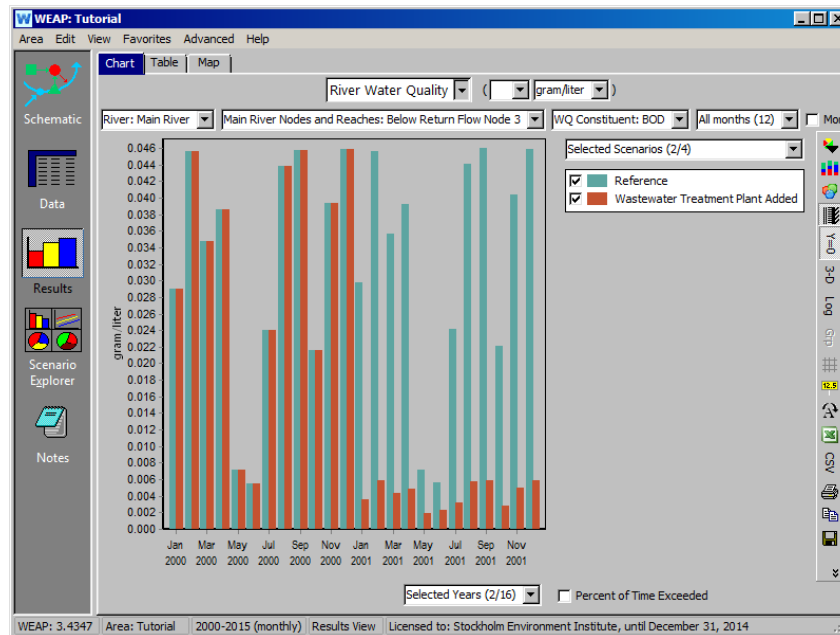 WEAP: Tutorial
Area Edit View Favorites Advanced Help
Chart Table Map
River Water Quality ( gram/liter )
River: Main River Main River Nodes and Reaches: Below Return Flow Node 3 WQ Constituent: BOD All months (12) Mon
Selected Scenarios (2/4)
Reference
Wastewater Treatment Plant Added
Schematic
Data
Results
Scenario
Explorer
Notes
gram/liter
0.046
0.044
0.042
0.040
0.038
0.036
0.034
0.032
0.030
0.028
0.026
0.024
0.022
0.020
0.018
0.016
0.014
0.012
0.010
0.008
0.006
0.004
0.002
0.000
Jan Mar May Jul Sep Nov Jan Mar May Jul Sep Nov
2000 2000 2000 2000 2000 2000 2001 2001 2001 2001 2001 2001
Y=0
3-D
Log
Grp
12.5
CSV
Selected Years (2/16) Percent of Time Exceeded
WEAP: 3.4347 Area: Tutorial 2000-2015 (monthly) Results View Licensed to: Stockholm Environment Institute, until December 31, 2014